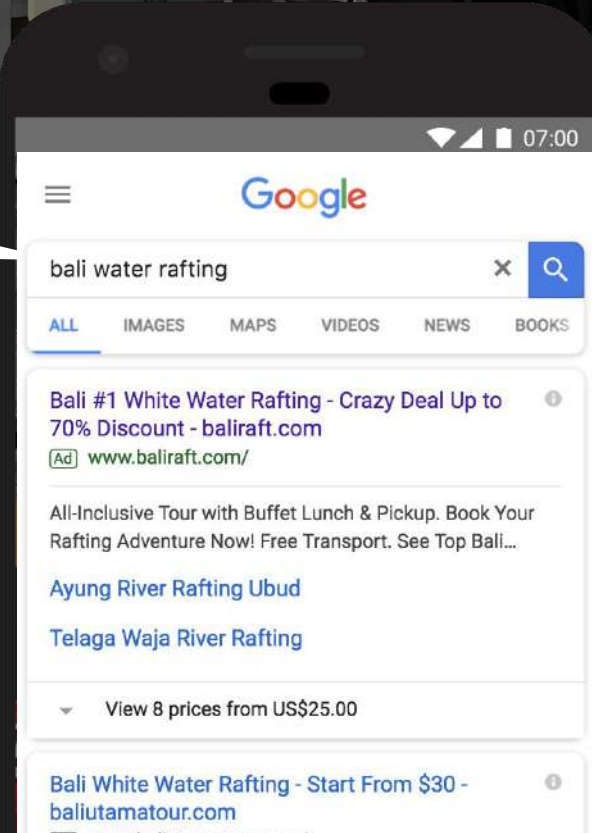 07:00
Google
bali water rafting
ALL IMAGES MAPS VIDEOS NEWS BOOKS
Bali #1 White Water Rafting - Crazy Deal Up to
70% Discount - baliraft.com
Ad www.baliraft.com/
All-Inclusive Tour with Buffet Lunch & Pickup. Book Your
Rafting Adventure Now! Free Transport. See Top Bali...
Ayung River Rafting Ubud
Telaga Waja River Rafting
View 8 prices from US$25.00
Bali White Water Rafting - Start From $30 -
baliutamatour.com